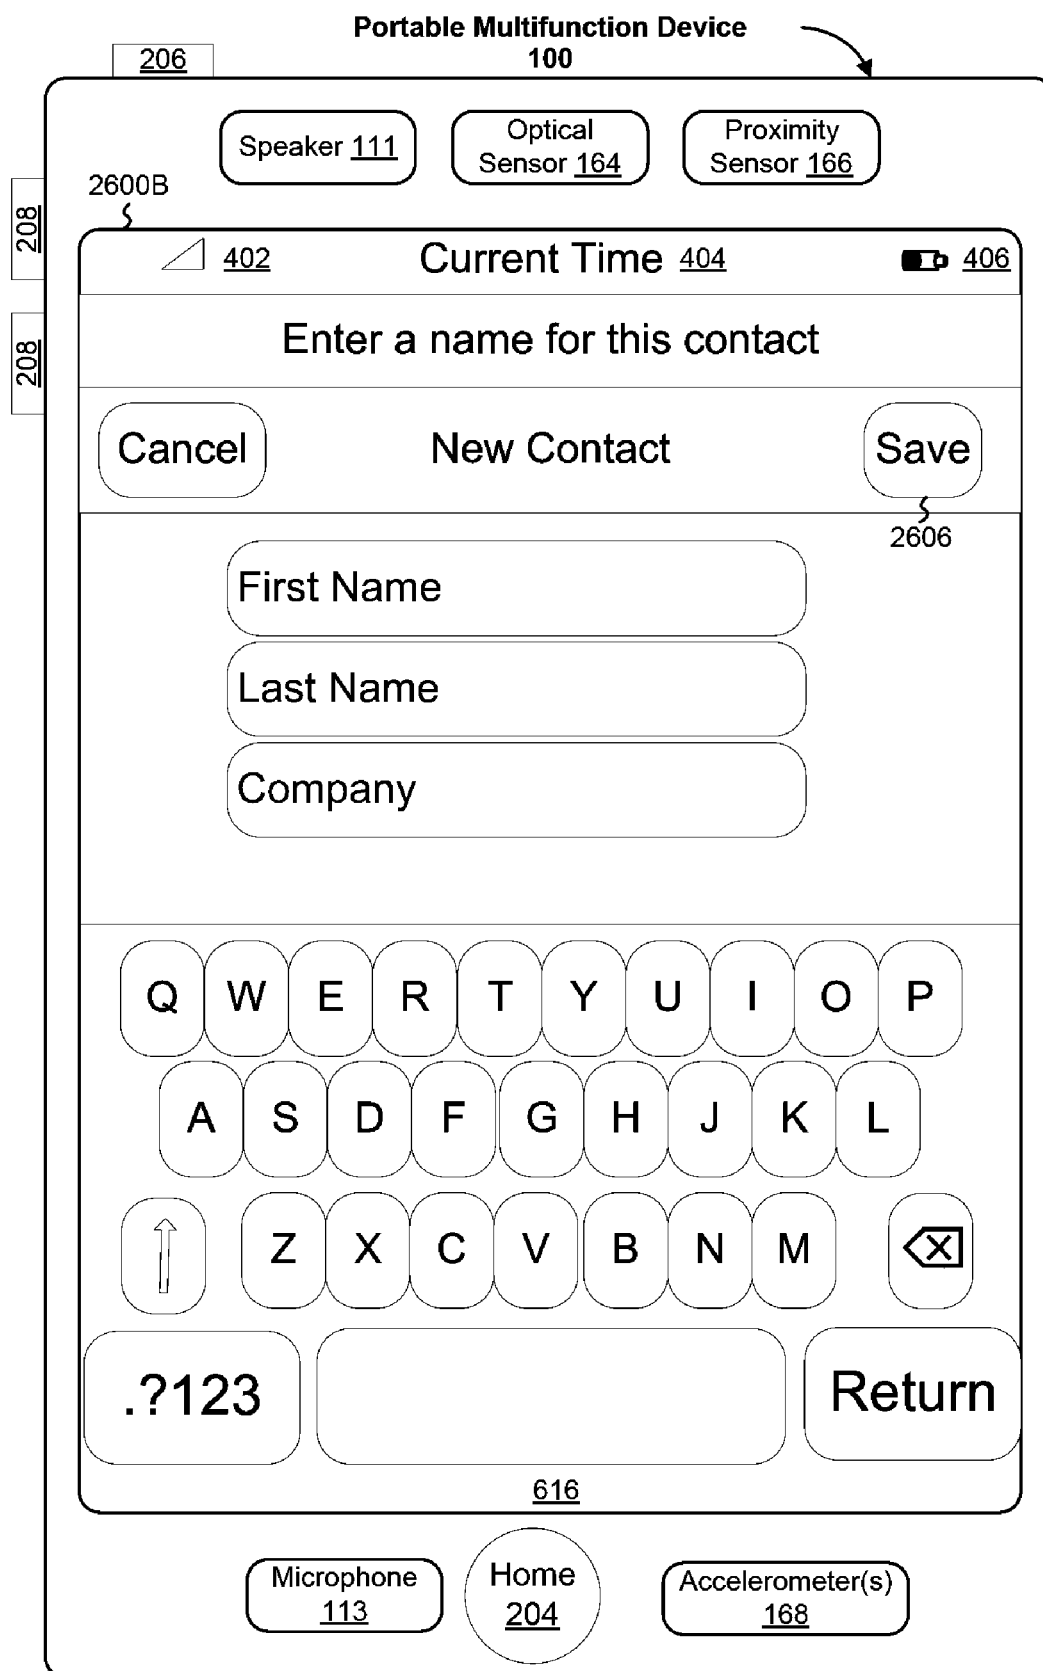 Portable Multifunction Device
100
206
Speaker 111
Optical
Sensor 164
Proximity
Sensor 166
2600B
208
208
402
Current Time 404
406
Enter a name for this contact
Cancel
New Contact
Save
2606
First Name
Last Name
Company
Q W E R T Y U I O P
A S D F G H J K L
Z X C V B N M
.?123
Return
616
Microphone
113
Home
204
Accelerometer(s)
168